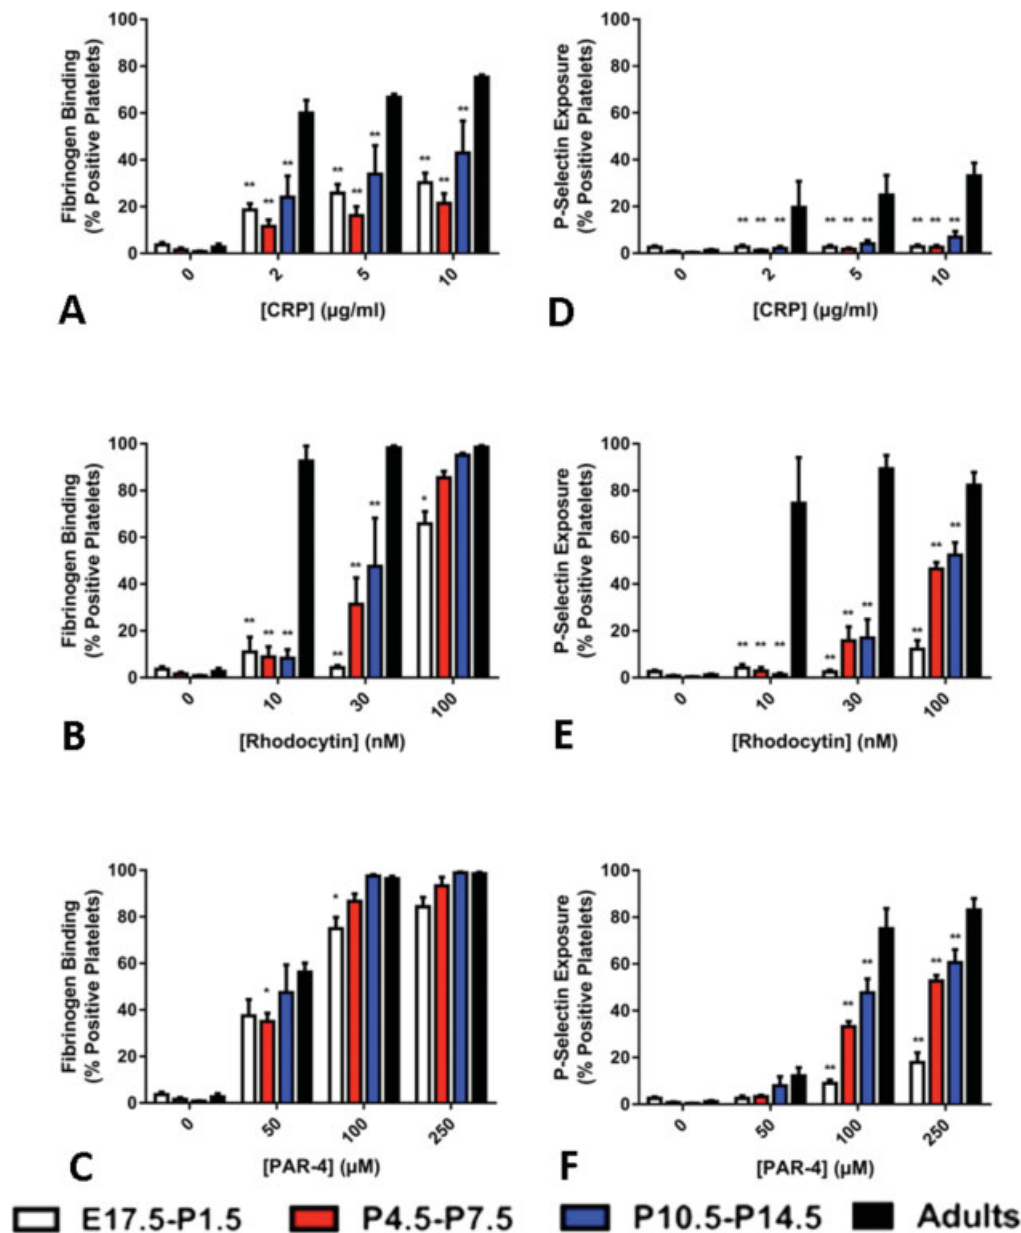 Fibrinogen Binding
(% Positive Platelets)
100
80
60
40
20
0
** ** **
** ** **
** ** **
0 2 5 10
[CRP] (µg/ml)
A
P-Selectin Exposure
(% Positive Platelets)
100
80
60
40
20
0
** ** **
** ** **
** ** **
0 2 5 10
[CRP] (µg/ml)
D
Fibrinogen Binding
(% Positive Platelets)
100
80
60
40
20
0
** ** **
** ** **
*
0 10 30 100
[Rhodocytin] (nM)
B
P-Selectin Exposure
(% Positive Platelets)
100
80
60
40
20
0
** ** **
** ** **
** ** **
0 10 30 100
[Rhodocytin] (nM)
E
Fibrinogen Binding
(% Positive Platelets)
100
80
60
40
20
0
*
*
0 50 100 250
[PAR-4] (µM)
C
P-Selectin Exposure
(% Positive Platelets)
100
80
60
40
20
0
** ** **
** ** **
0 50 100 250
[PAR-4] (µM)
F
E17.5-P1.5 P4.5-P7.5 P10.5-P14.5 Adults